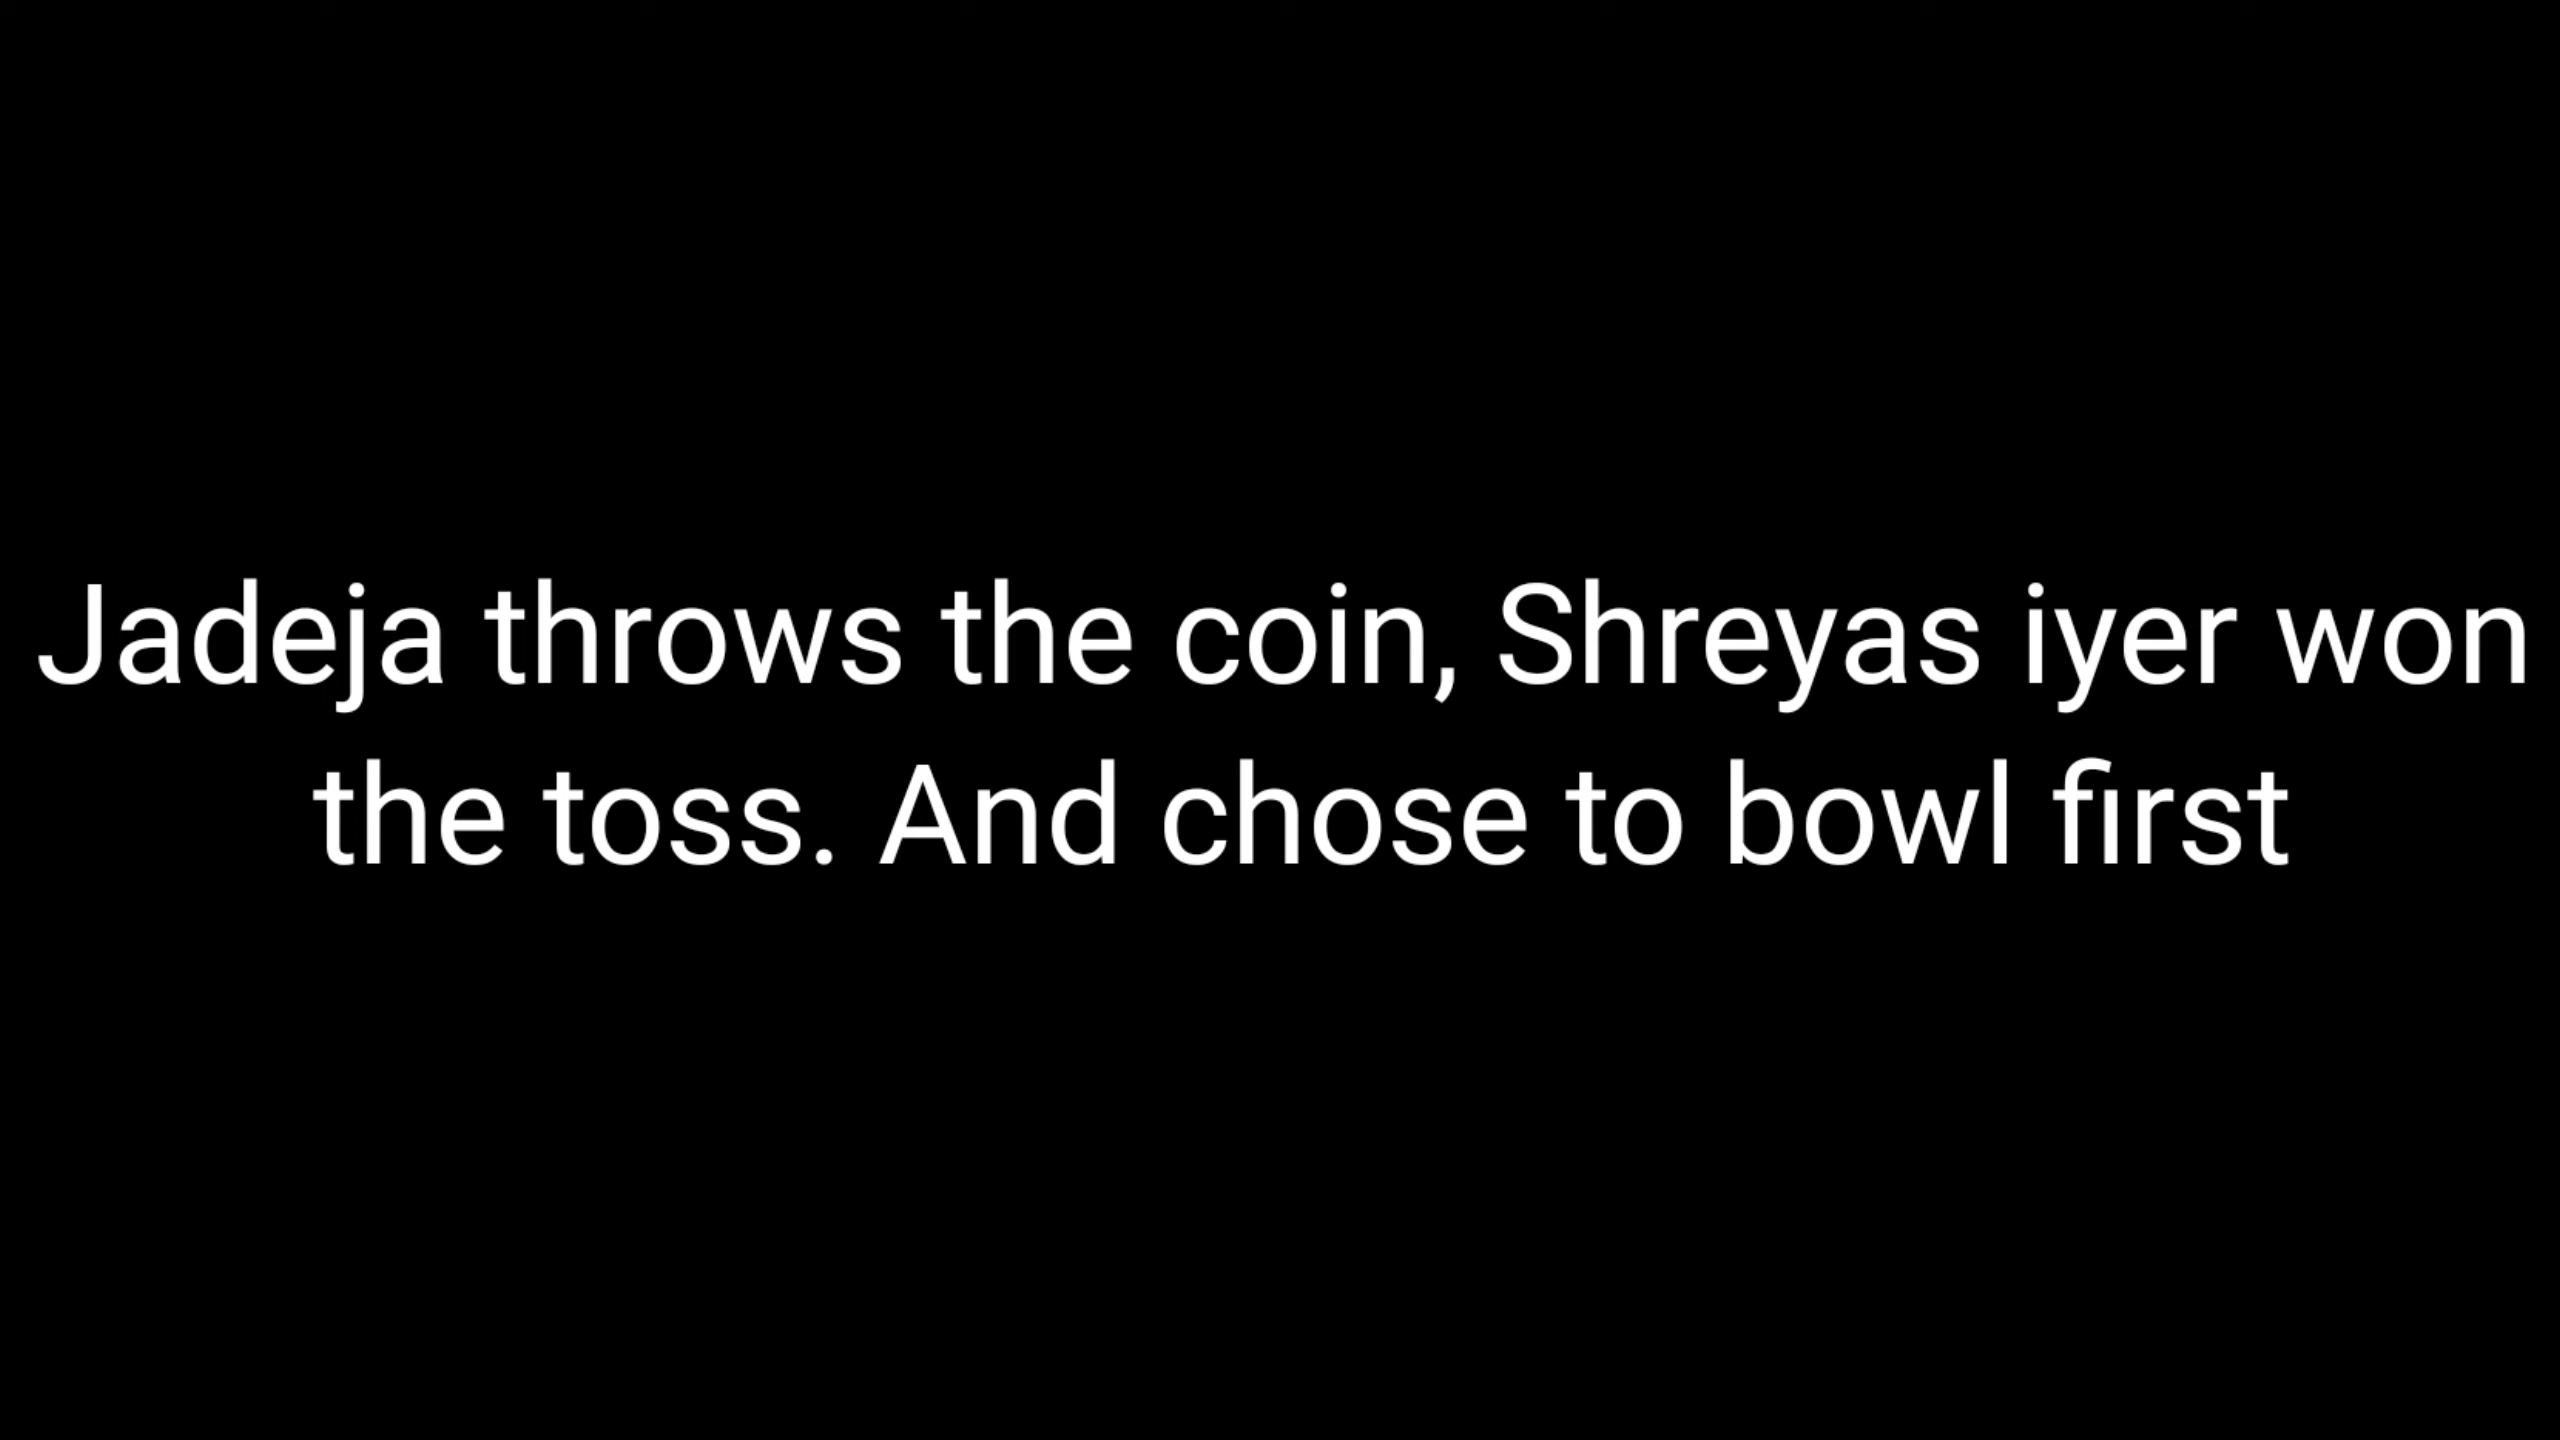 Jadeja throws the coin, Shreyas iyer won
the toss. And chose to bowl first